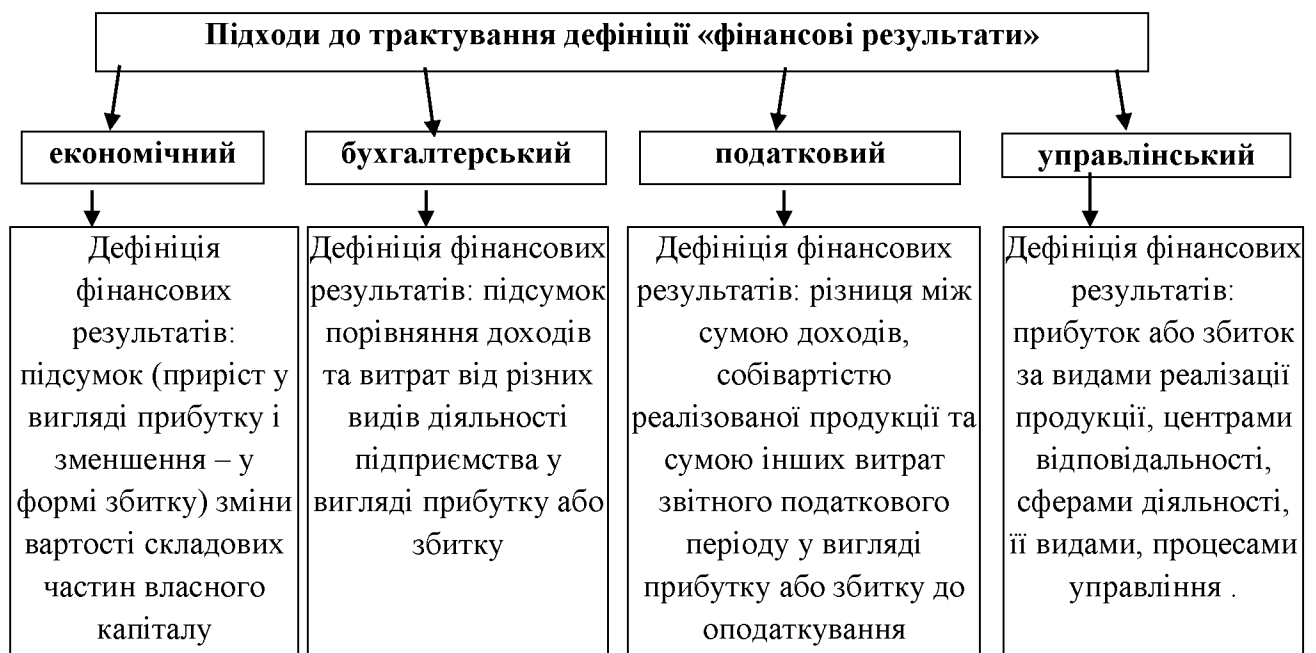 Підходи до трактування дефініції «фінансові результати»
економічний
бухгалтерський
податковий
управлінський
Дефініція
фінансових
результатів:
підсумок (приріст у
вигляді прибутку і
зменшення – у
формі збитку) зміни
вартості складових
частин власного
капіталу
Дефініція фінансових
результатів: підсумок
порівняння доходів
та витрат від різних
видів діяльності
підприємства у
вигляді прибутку або
збитку
Дефініція фінансових
результатів: різниця між
сумою доходів,
собівартістю
реалізованої продукції та
сумою інших витрат
звітного податкового
періоду у вигляді
прибутку або збитку до
оподаткування
Дефініція фінансових
результатів:
прибуток або збиток
за видами реалізації
продукції, центрами
відповідальності,
сферами діяльності,
її видами, процесами
управління .